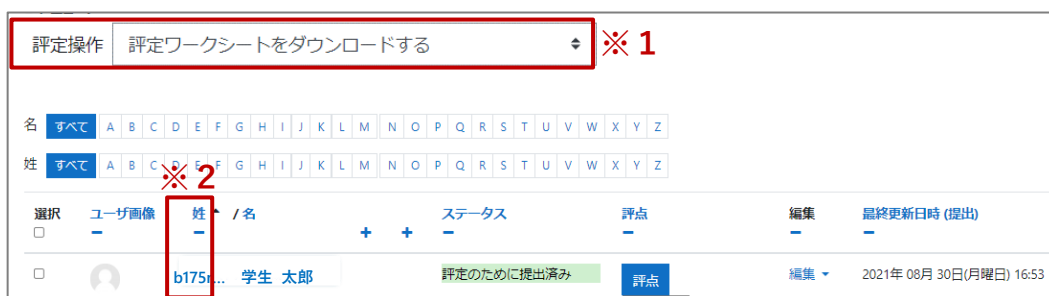 評定操作 評定ワークシートをダウンロードする ※1
名 すべて A B C D E F G H I J K L M N O P Q R S T U V W X Y Z
姓 すべて A B C D E F G H I J K L M N O P Q R S T U V W X Y Z
※2
選択 ユーザ画像 姓 / 名 ステータス 評点 編集 最終更新日時 (提出)
b175r... 学生 太郎 評定のために提出済み 評点 編集 2021年 08月 30日(月曜日) 16:53